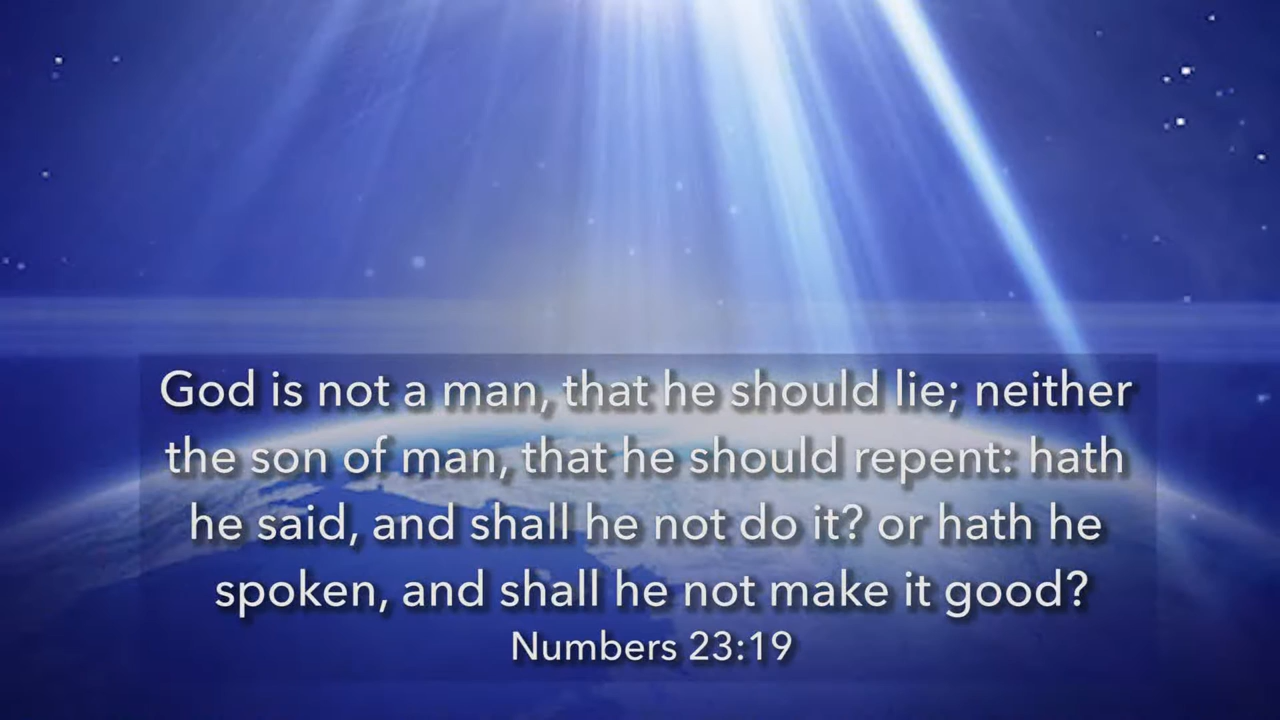 God is not a man, that he should lie; neither
the son of man, that he should repent: hath
he said, and shall he not do it? or hath he
spoken, and shall he not make it good?
Numbers 23:19